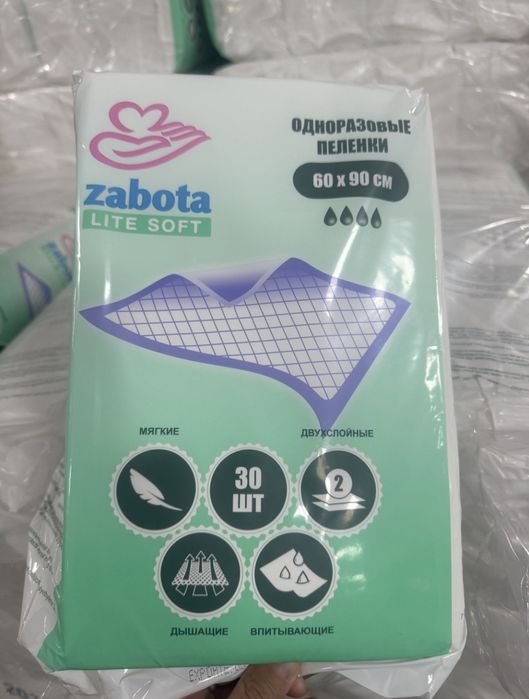 ОДНОРАЗОВЫЕ
ПЕЛЕНКИ
60 х 90 СМ
zabota
LITE SOFT
МЯГКИЕ
ДВУХСЛОЙНЫЕ
30
ШТ
2
ДЫШАЩИЕ
ВПИТЫВАЮЩИЕ